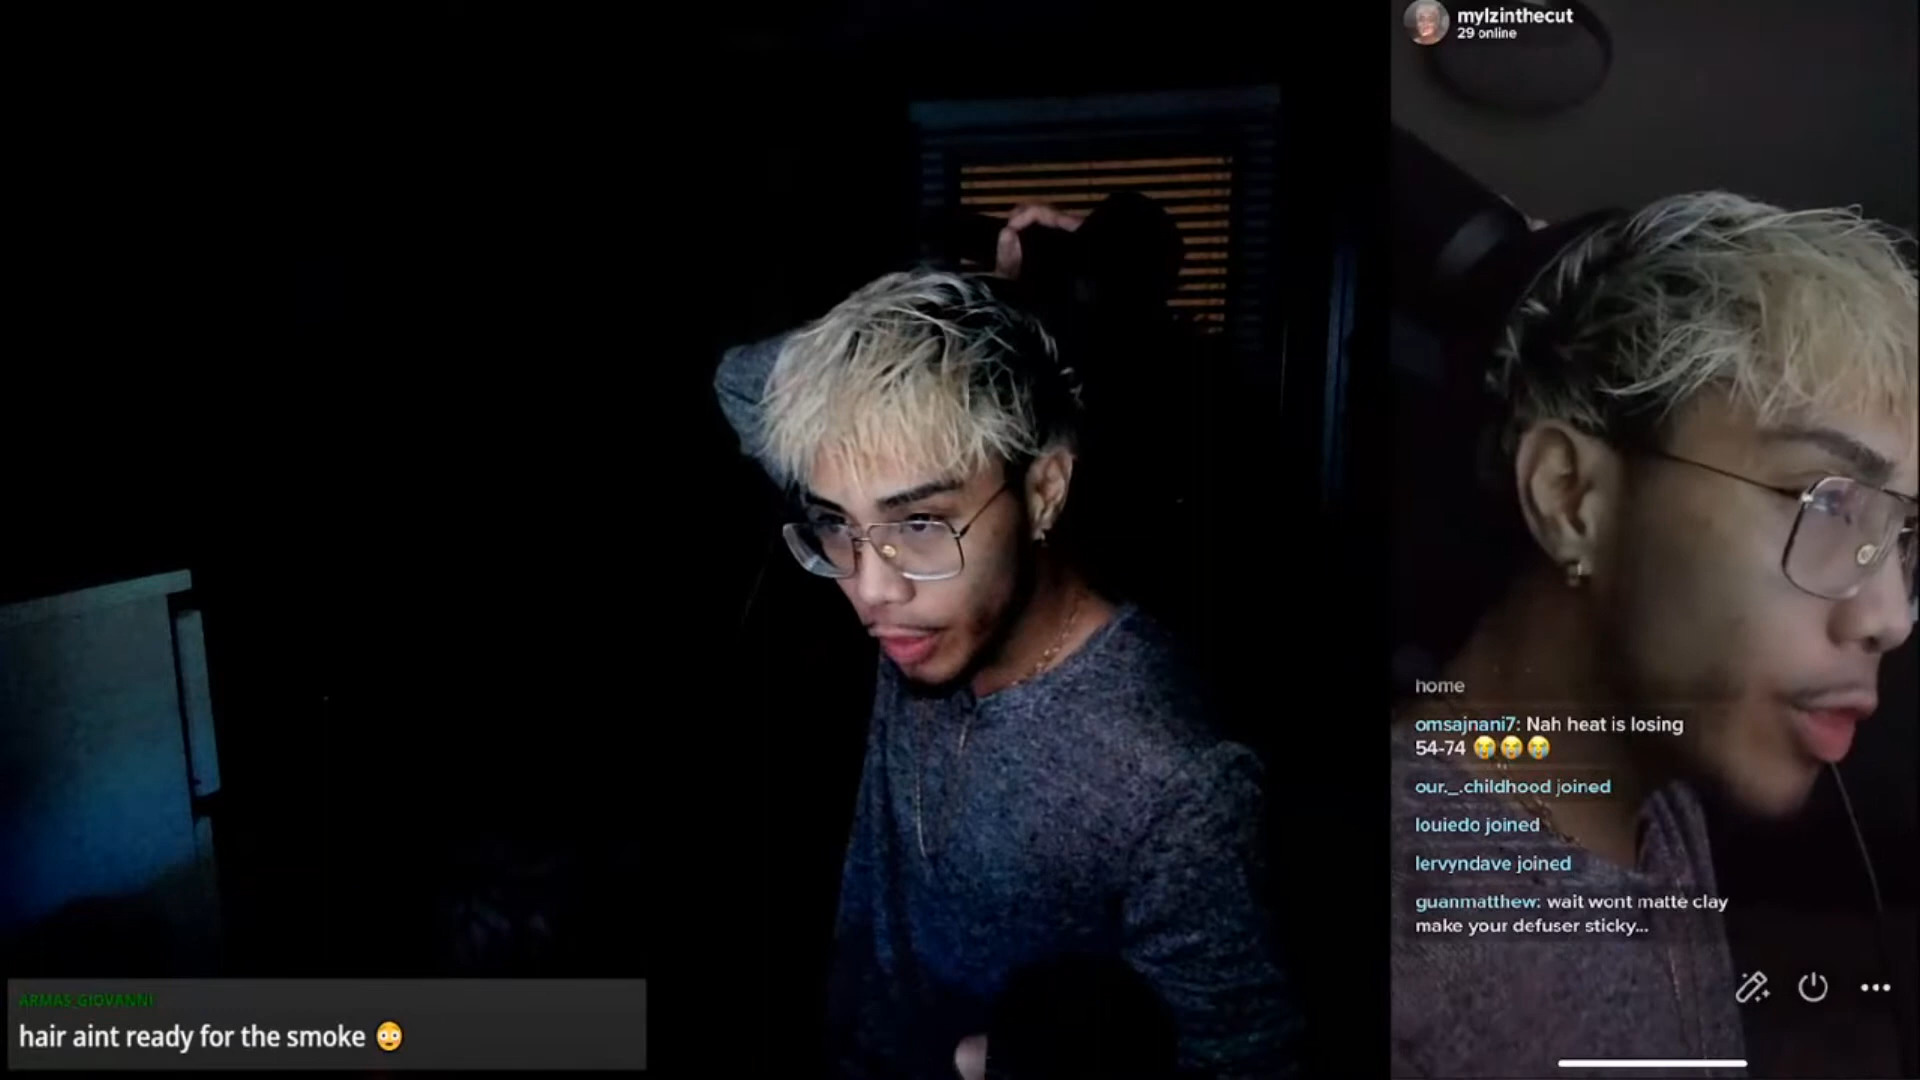 mylzinthecut
29 online
home
omsajnani7: Nah heat is losing
54-74 😭😭😭
our._.childhood joined
louiedo joined
lervyndave joined
guanmatthew: wait wont matte clay
make your defuser sticky...
ARMAS_GIOVANNI
hair aint ready for the smoke 😳